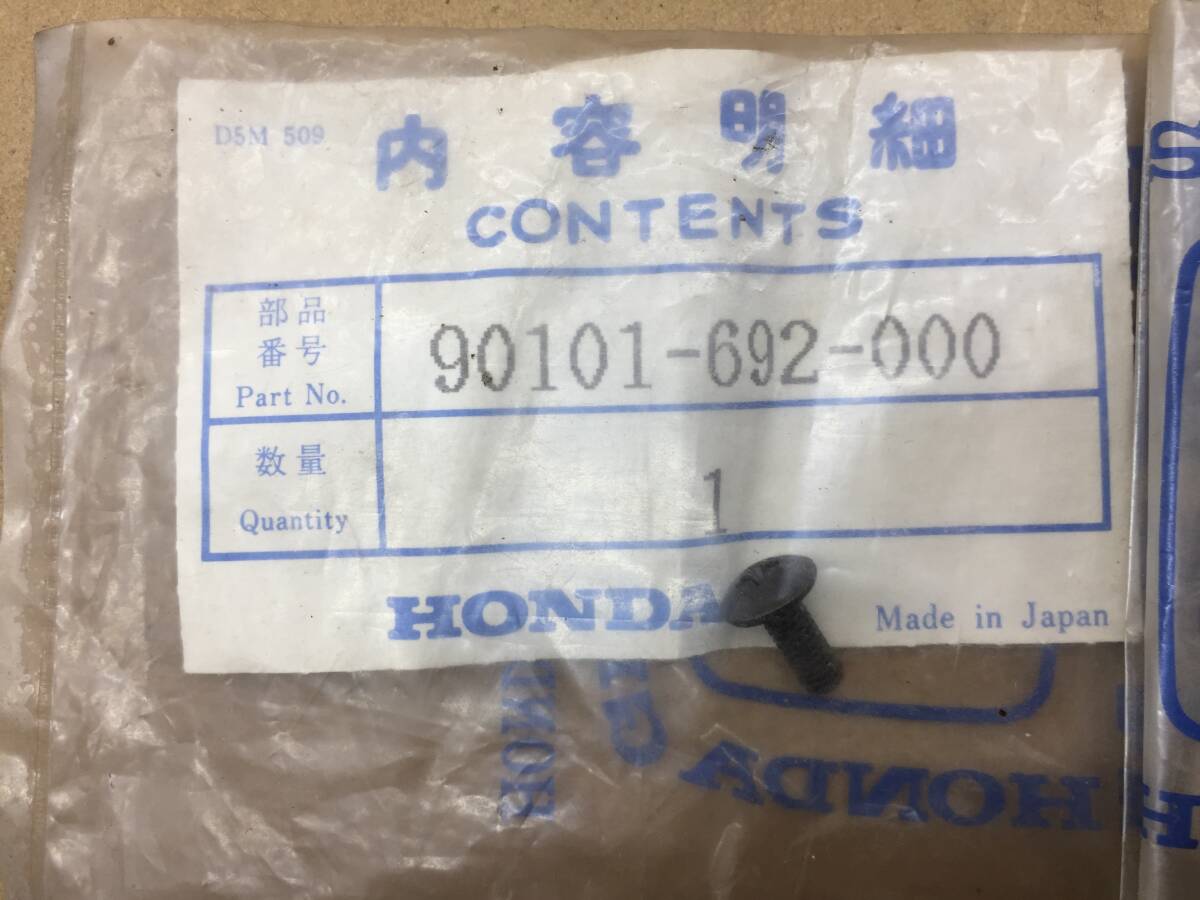 D5M 509
内容明細
CONTENTS
部品
番号
Part No.
90101-692-000
数量
Quantity
1
HONDA
Made in Japan
HONDA